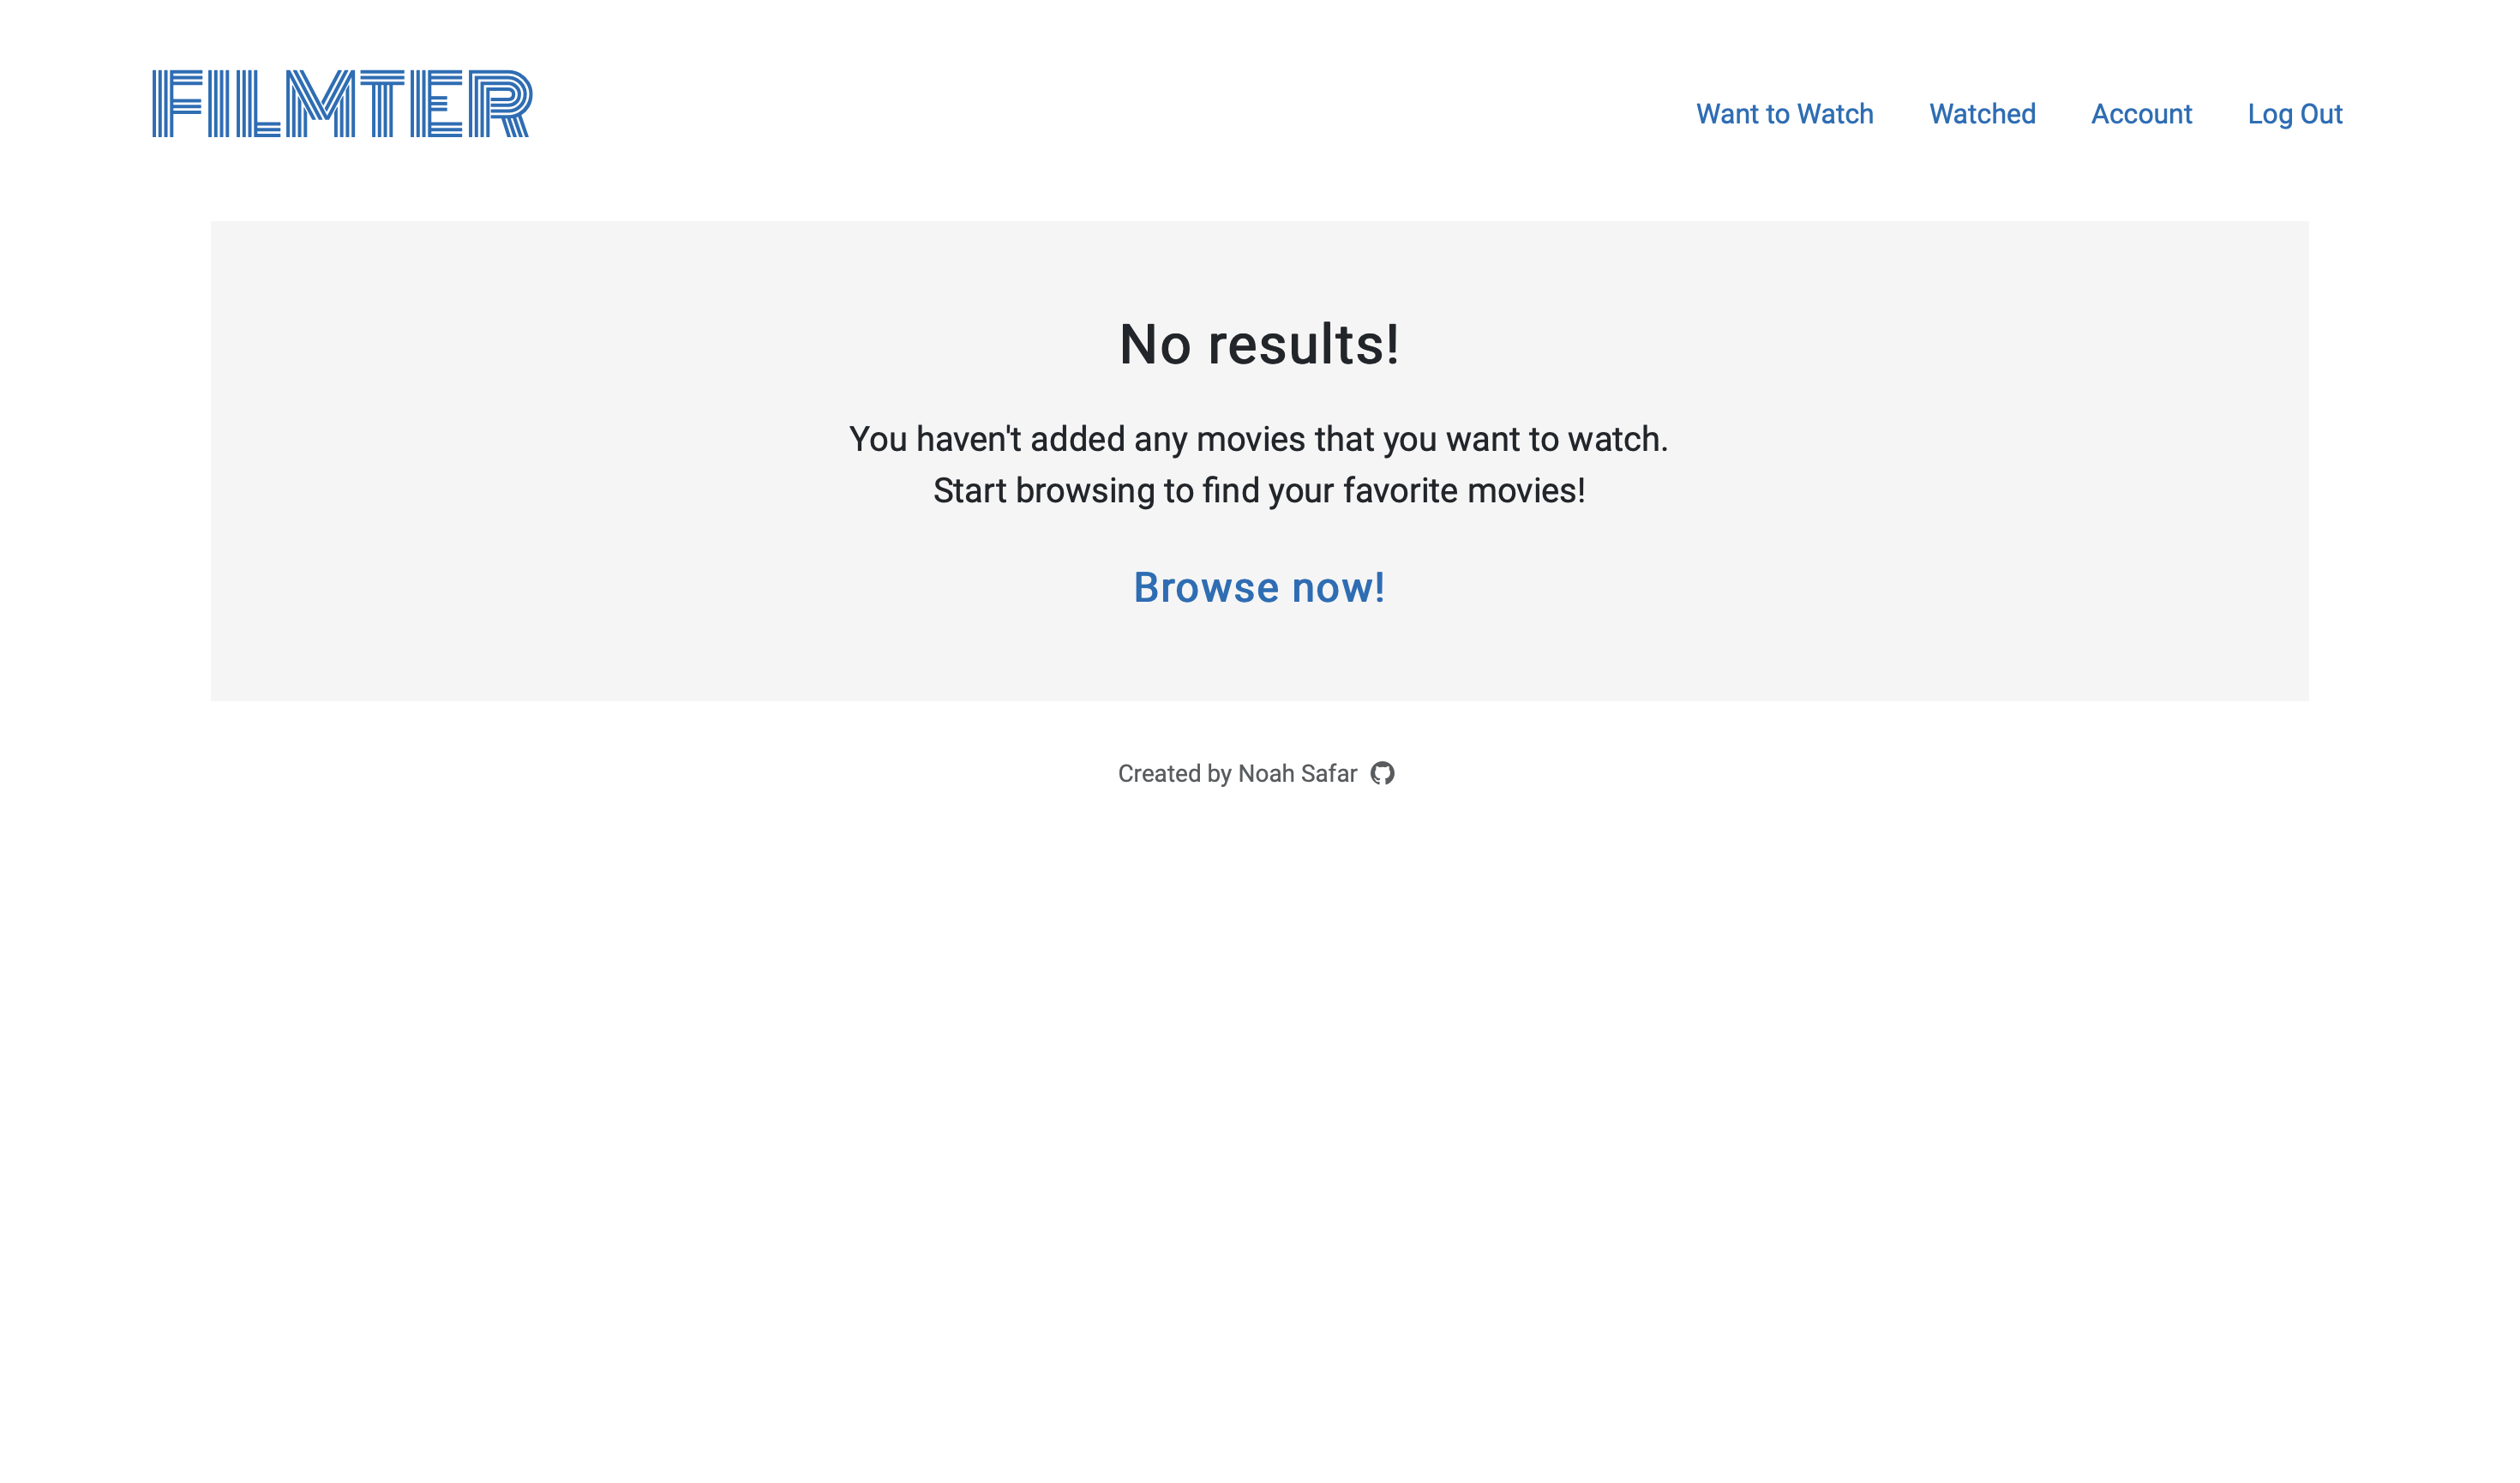 FILMTER
Want to Watch Watched Account Log Out
No results!
You haven't added any movies that you want to watch.
Start browsing to find your favorite movies!
Browse now!
Created by Noah Safar